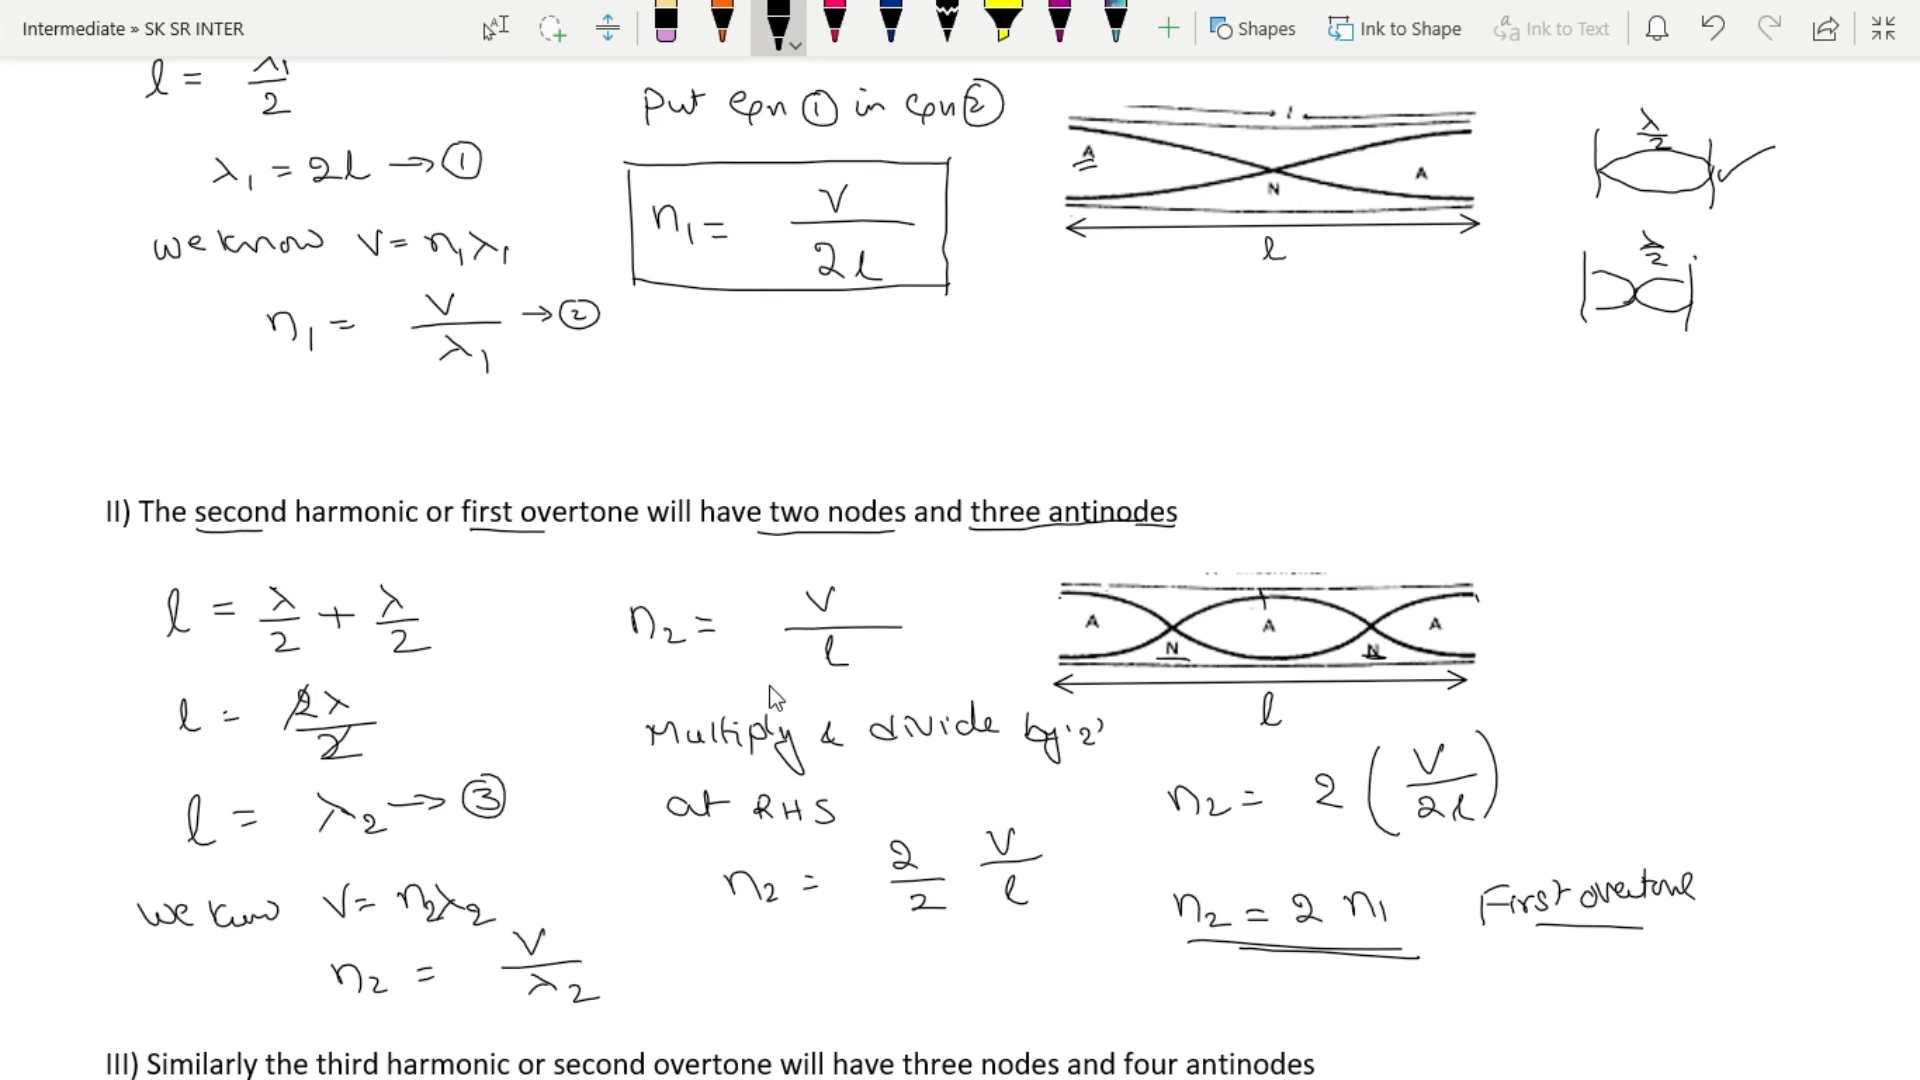 Intermediate » SK SR INTER
Shapes
Ink to Shape
Ink to Text
l = λ1/2
λ1 = 2l → ①
we know V = n1λ1
n1 = V/λ1 → ②
Put Eqn ① in Eqn ②
n1 = V/2l
A
N
A
l
λ/2
λ/2
II) The second harmonic or first overtone will have two nodes and three antinodes
l = λ/2 + λ/2
l = 2λ/2
l = λ2 → ③
we know V = n2λ2
n2 = V/λ2
n2 = V/l
Multiply & divide by '2'
at RHS
n2 = 2/2 V/l
A
N
A
N
A
l
n2 = 2 (V/2l)
n2 = 2 n1 First overtone
III) Similarly the third harmonic or second overtone will have three nodes and four antinodes